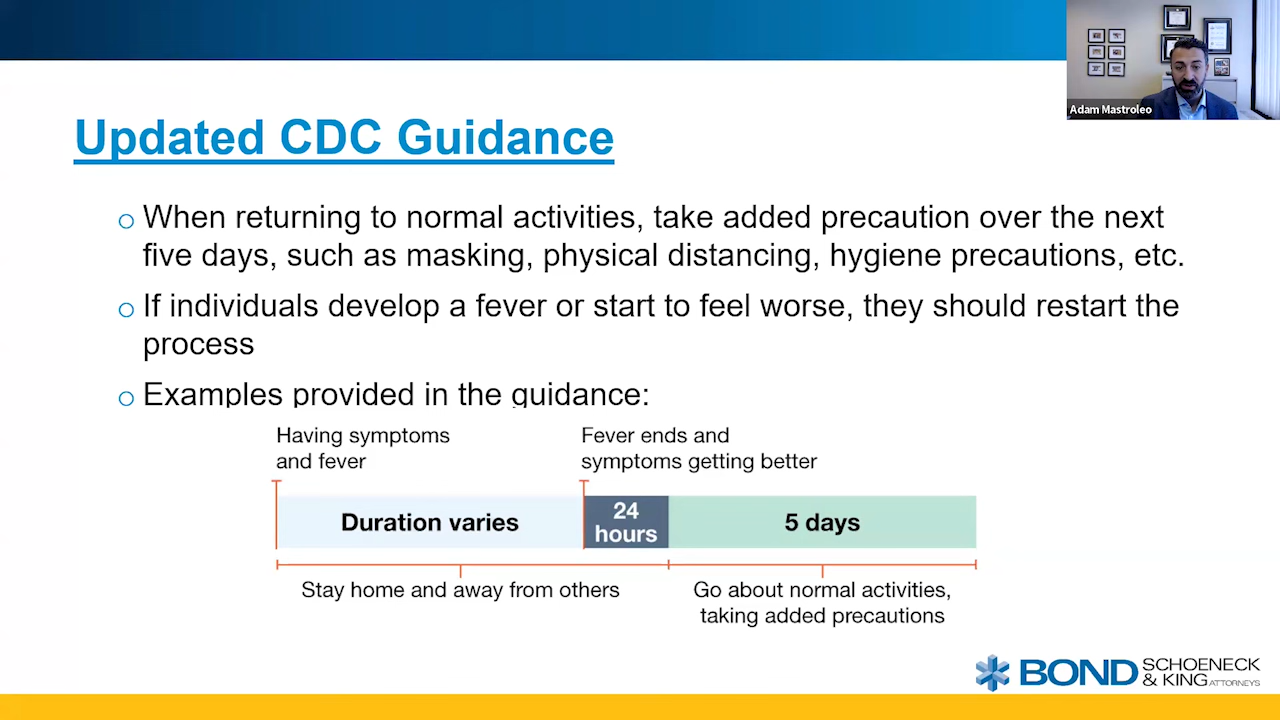 Adam Mastroleo
Updated CDC Guidance
When returning to normal activities, take added precaution over the next
five days, such as masking, physical distancing, hygiene precautions, etc.
If individuals develop a fever or start to feel worse, they should restart the
process
Examples provided in the guidance:
Having symptoms
and fever
Fever ends and
symptoms getting better
Duration varies
24
hours
5 days
Stay home and away from others
Go about normal activities,
taking added precautions
BOND SCHOENECK
& KING ATTORNEYS